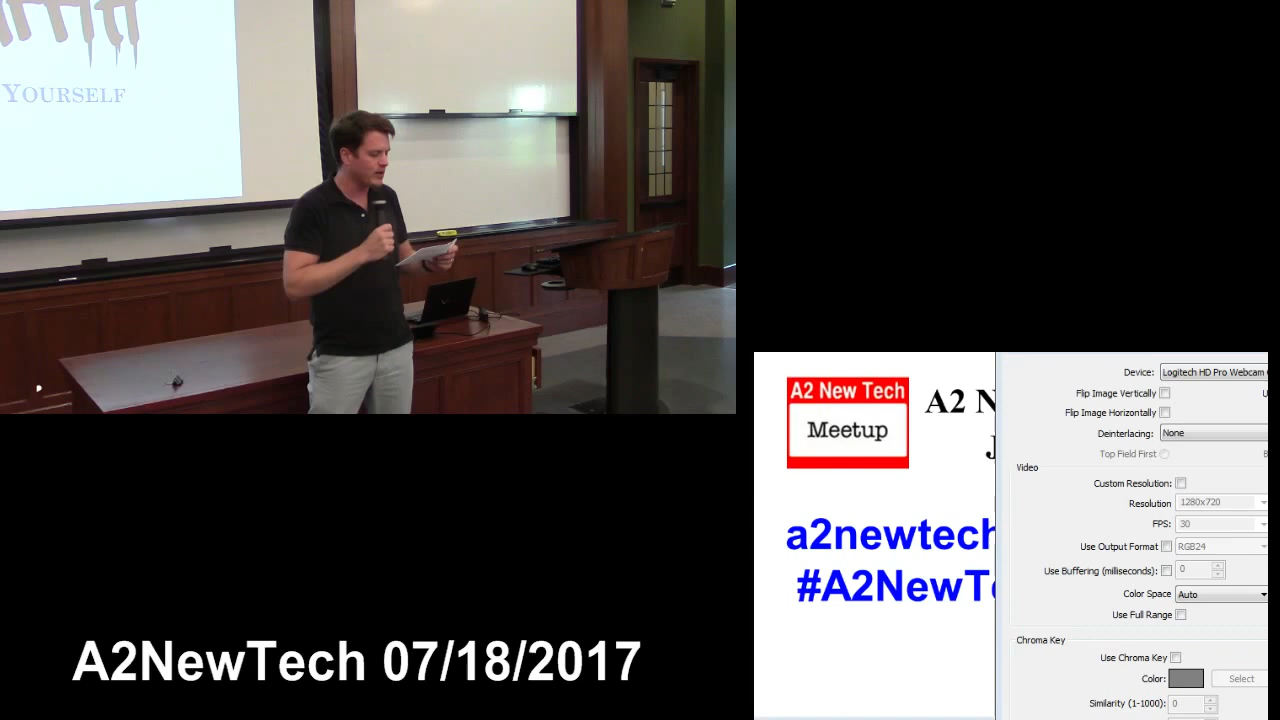 YOURSELF
A2 New Tech
Meetup
A2 N
J
a2newtech
#A2NewT
A2NewTech 07/18/2017
Device: Logitech HD Pro Webcam
Flip Image Vertically
Flip Image Horizontally
Deinterlacing: None
Top Field First
Video
Custom Resolution:
Resolution 1280x720
FPS: 30
Use Output Format RGB24
Use Buffering (milliseconds): 0
Color Space Auto
Use Full Range
Chroma Key
Use Chroma Key
Color: Select
Similarity (1-1000): 0